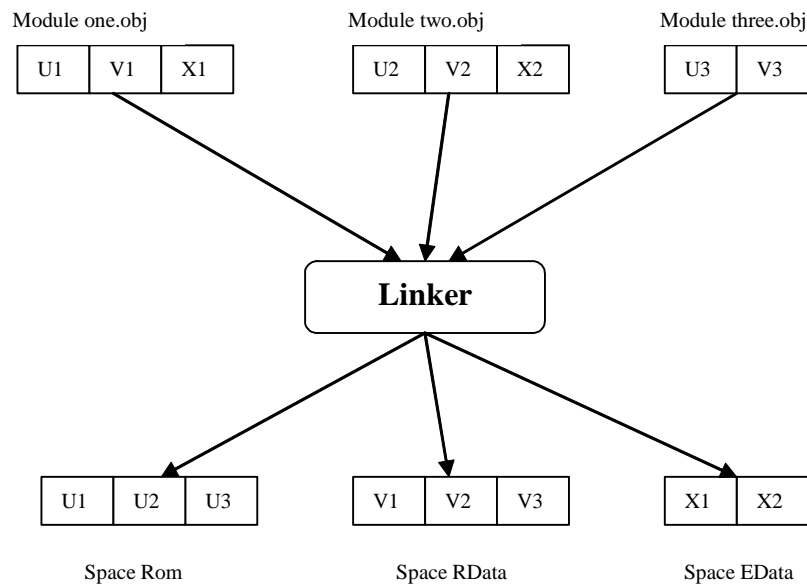 Module one.obj Module two.obj Module three.obj
U1 V1 X1 U2 V2 X2 U3 V3
Linker
U1 U2 U3 V1 V2 V3 X1 X2
Space Rom Space RData Space EData